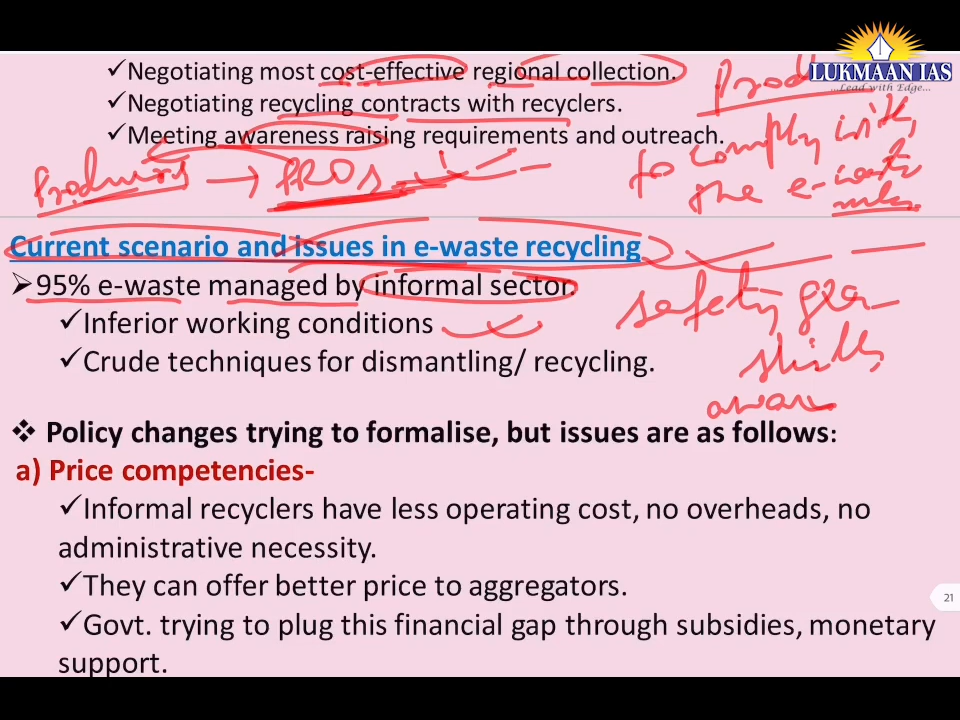 LUKMAAN IAS
...Lead with Edge...
✓Negotiating most cost-effective regional collection.
✓Negotiating recycling contracts with recyclers.
✓Meeting awareness raising requirements and outreach.
Producers → PROs
to comply with
the e-waste
rules.
Current scenario and issues in e-waste recycling
➢95% e-waste managed by informal sector.
✓Inferior working conditions
✓Crude techniques for dismantling/ recycling.
safety gear
skills,
❖ Policy changes trying to formalise, but issues are as follows:
a) Price competencies-
✓Informal recyclers have less operating cost, no overheads, no
administrative necessity.
✓They can offer better price to aggregators.
✓Govt. trying to plug this financial gap through subsidies, monetary
support.
21